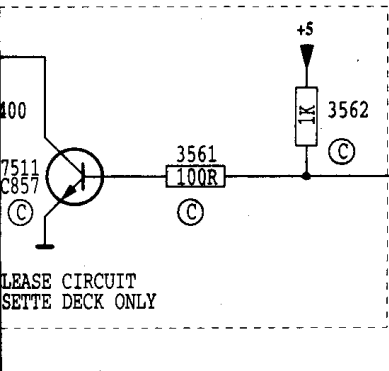 +5
1K
3562
400
C
3561
7511
100R
C857
C
C
LEASE CIRCUIT
SETTE DECK ONLY